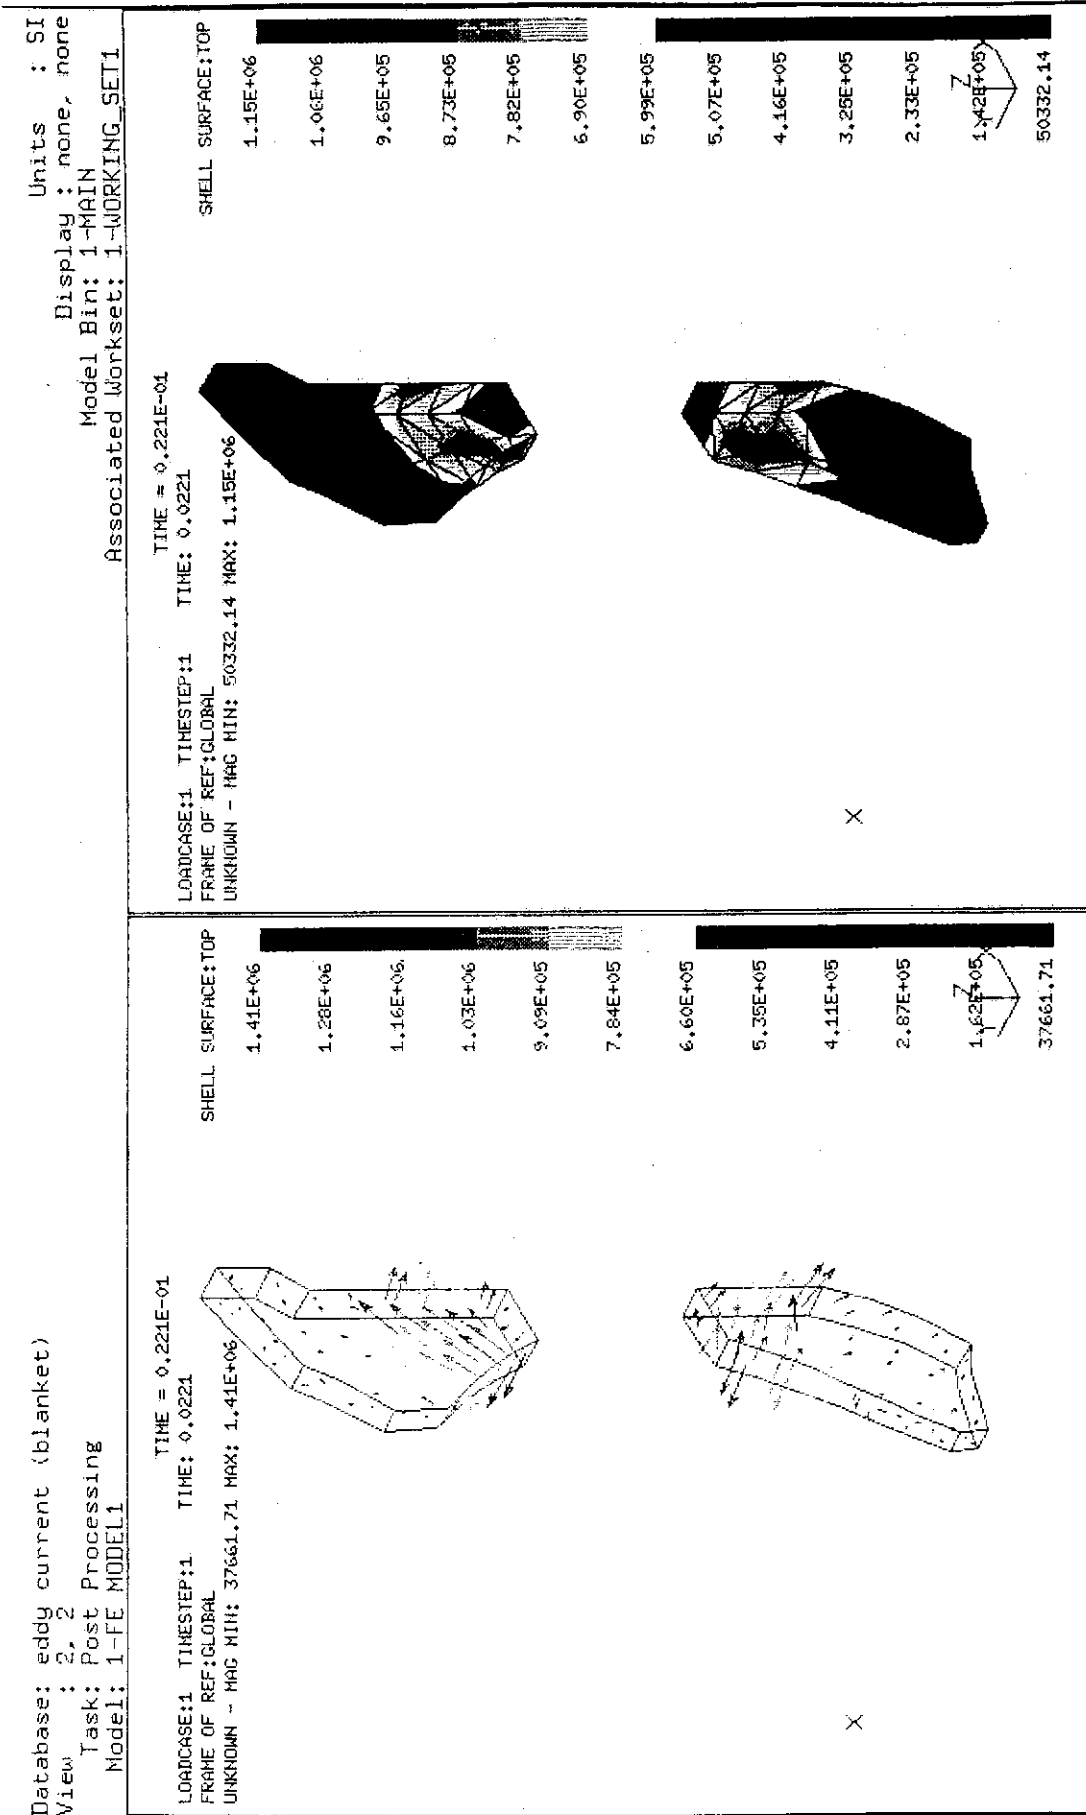 Database: eddy current (blanket)
View : 2, 2
Task: Post Processing
Model: 1-FE MODEL1
Units : SI
Display : none, none
Model Bin: 1-MAIN
Associated Workset: 1-WORKING_SET1
TIME = 0.221E-01
LOADCASE:1 TIMESTEP:1 TIME: 0.0221
FRAME OF REF:GLOBAL
UNKNOWN - MAG MIN: 37661.71 MAX: 1.41E+06
SHELL SURFACE:TOP
1.41E+06
1.28E+06
1.16E+06
1.03E+06
9.09E+05
7.84E+05
6.60E+05
5.35E+05
4.11E+05
2.87E+05
1.62E+05
37661.71
Z
X
TIME = 0.221E-01
LOADCASE:1 TIMESTEP:1 TIME: 0.0221
FRAME OF REF:GLOBAL
UNKNOWN - MAG MIN: 50332.14 MAX: 1.15E+06
SHELL SURFACE:TOP
1.15E+06
1.06E+06
9.65E+05
8.73E+05
7.82E+05
6.90E+05
5.99E+05
5.07E+05
4.16E+05
3.25E+05
2.33E+05
1.42E+05
50332.14
Z
X